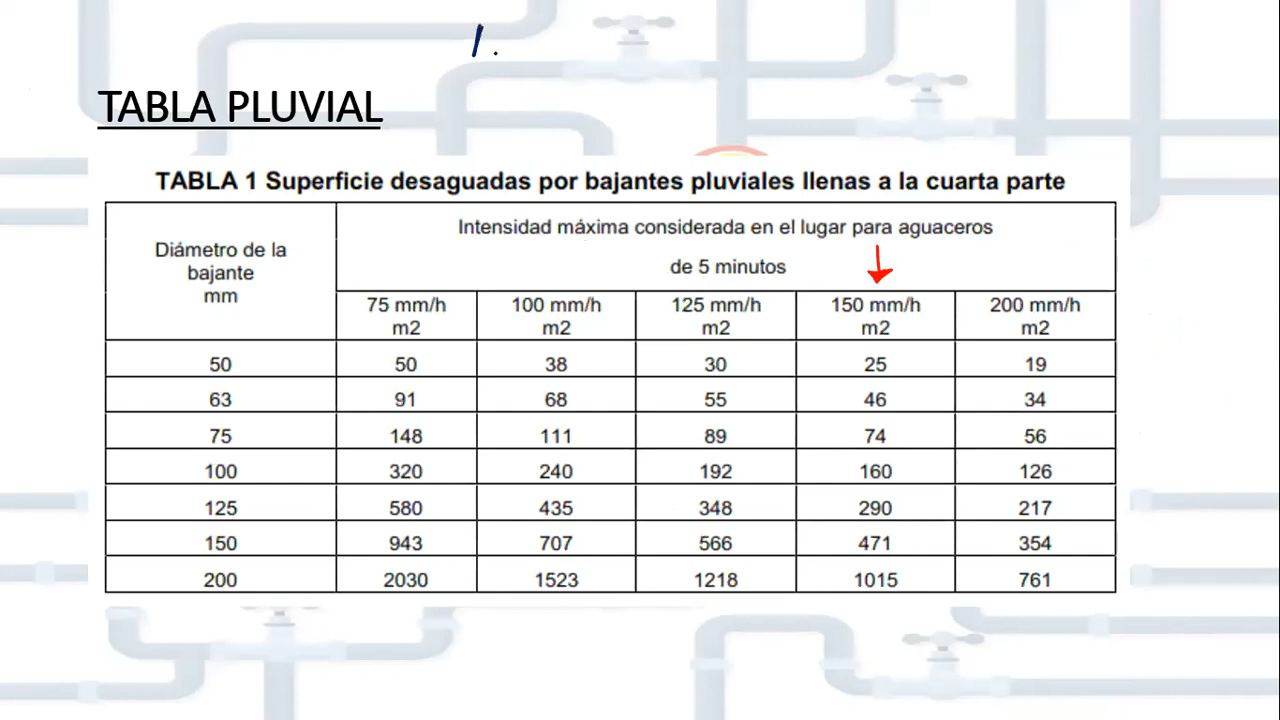 TABLA PLUVIAL
TABLA 1 Superficie desaguadas por bajantes pluviales llenas a la cuarta parte
Diámetro de la bajante mm Intensidad máxima considerada en el lugar para aguaceros de 5 minutos
75 mm/h m2 100 mm/h m2 125 mm/h m2 150 mm/h m2 200 mm/h m2
50 50 38 30 25 19
63 91 68 55 46 34
75 148 111 89 74 56
100 320 240 192 160 126
125 580 435 348 290 217
150 943 707 566 471 354
200 2030 1523 1218 1015 761